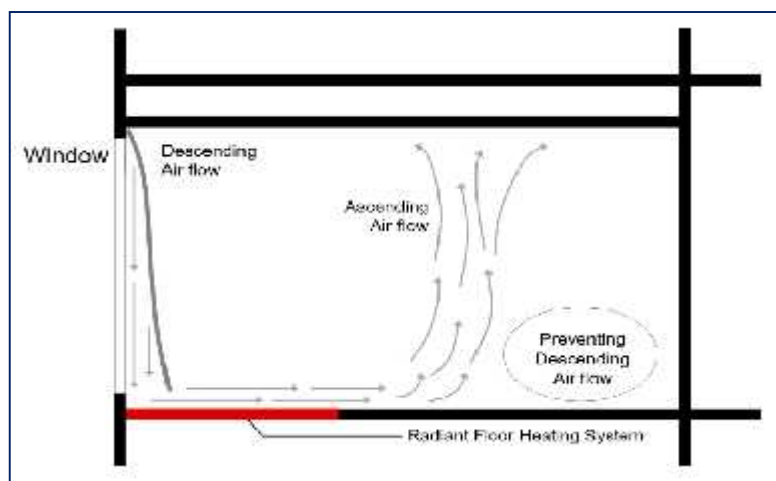 Window
Descending
Air flow
Ascending
Air flow
Preventing
Descending
Air flow
Radiant Floor Heating System